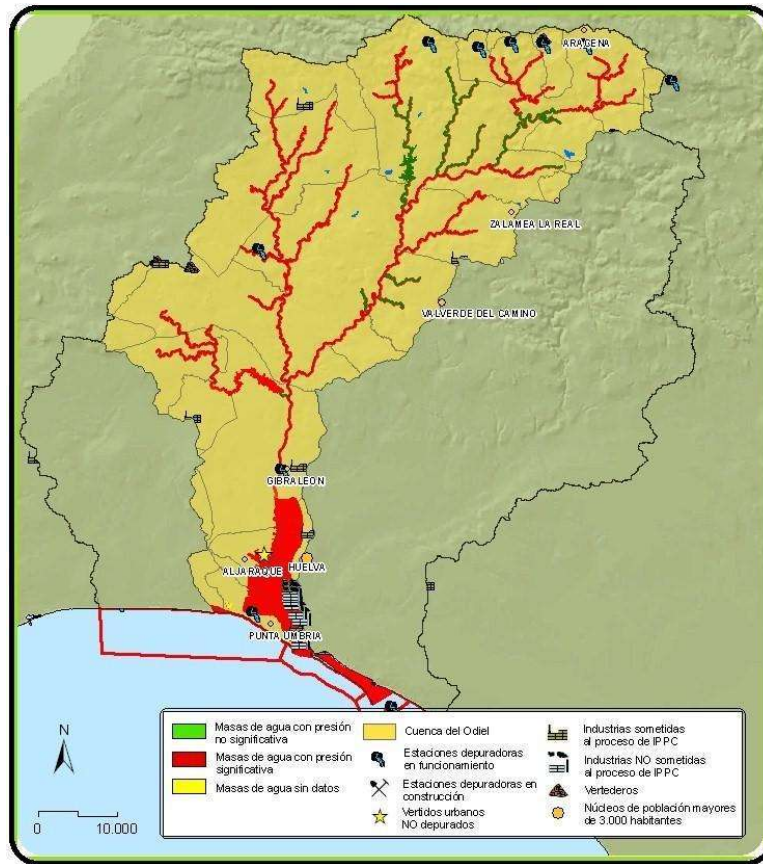 ARACENA
ZALAMEA LA REAL
VALVERDE DEL CAMINO
GIBRALEON
ALJARAQUE
HUELVA
PUNTA UMBRIA
N
0
10.000
Masas de agua con presión
no significativa
Masas de agua con presión
significativa
Masas de agua sin datos
Cuenca del Odiel
Estaciones depuradoras
en funcionamiento
Estaciones depuradoras en
construcción
Vertidos urbanos
NO depurados
Industrias sometidas
al proceso de IPPC
Industrias NO sometidas
al proceso de IPPC
Vertederos
Núcleos de población mayores
de 3.000 habitantes